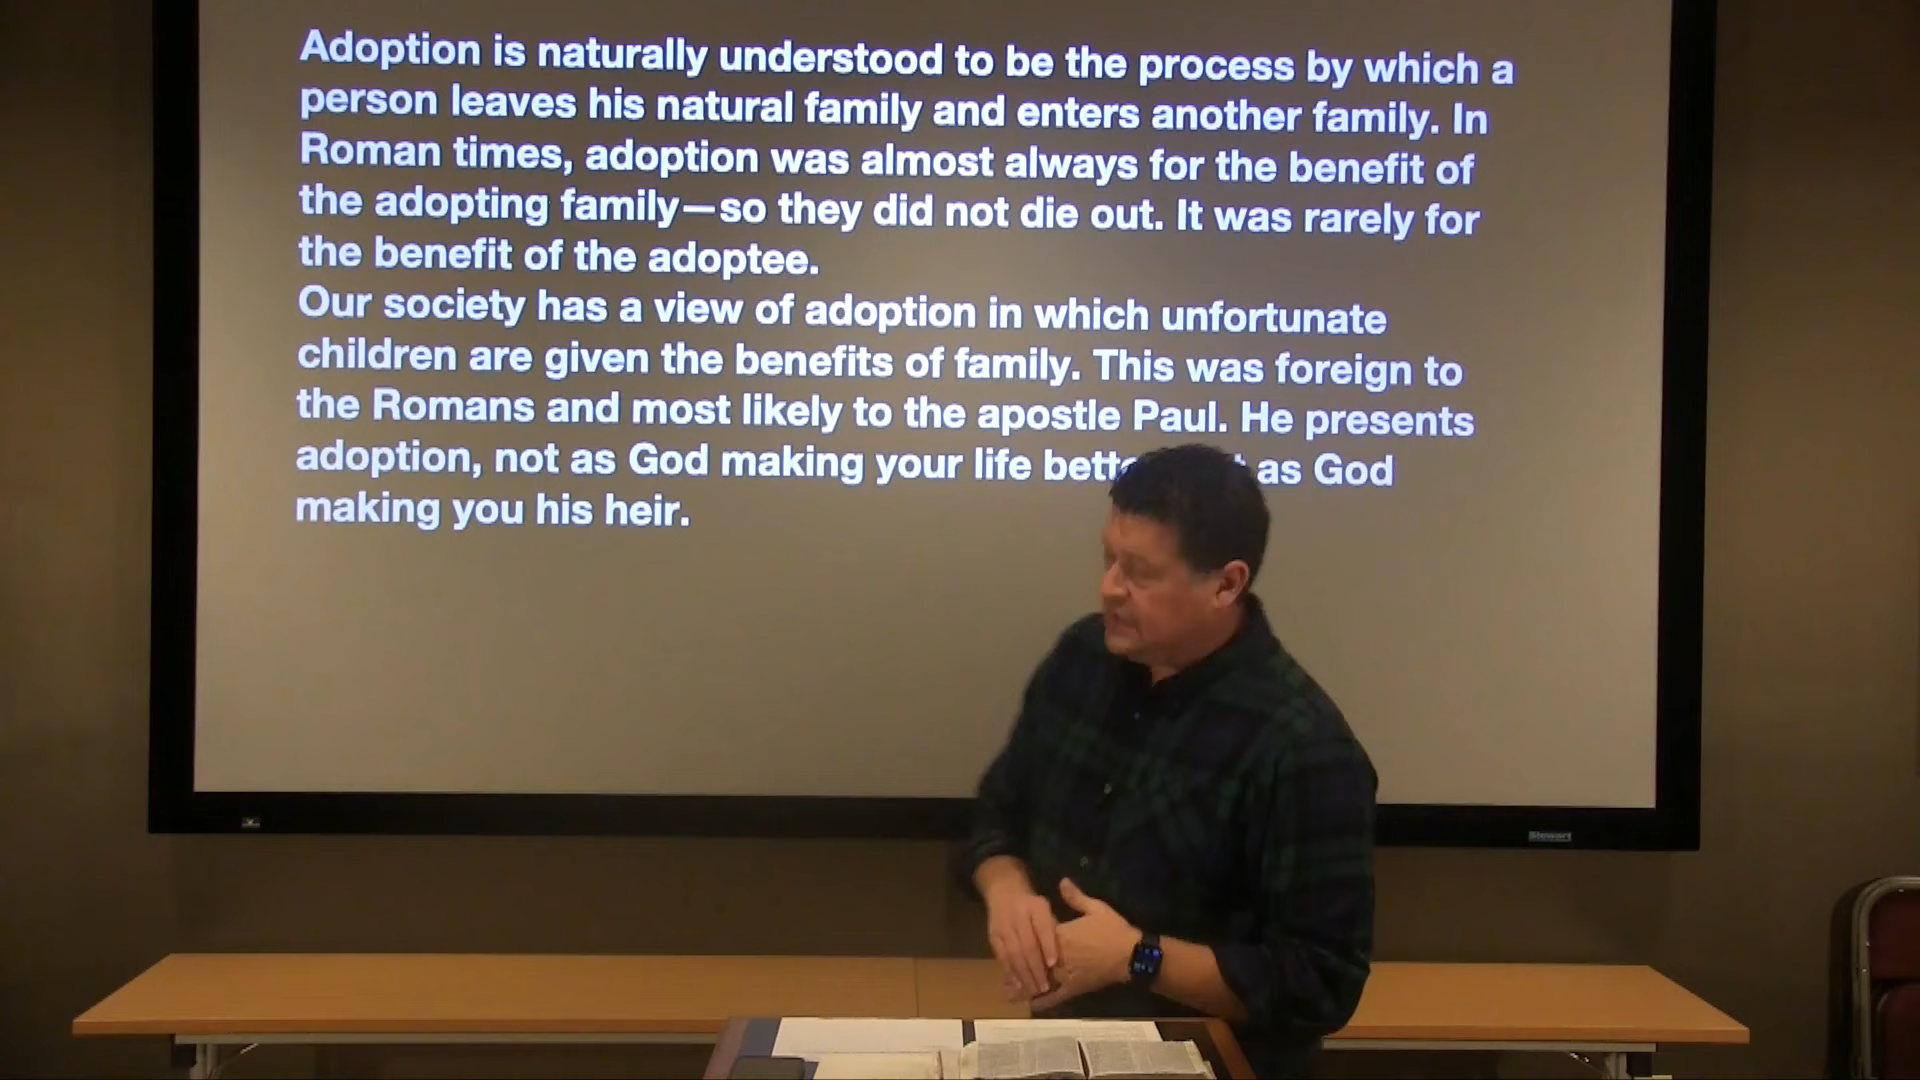 Adoption is naturally understood to be the process by which a
person leaves his natural family and enters another family. In
Roman times, adoption was almost always for the benefit of
the adopting family—so they did not die out. It was rarely for
the benefit of the adoptee.
Our society has a view of adoption in which unfortunate
children are given the benefits of family. This was foreign to
the Romans and most likely to the apostle Paul. He presents
adoption, not as God making your life as God
making you his heir.
Stewart